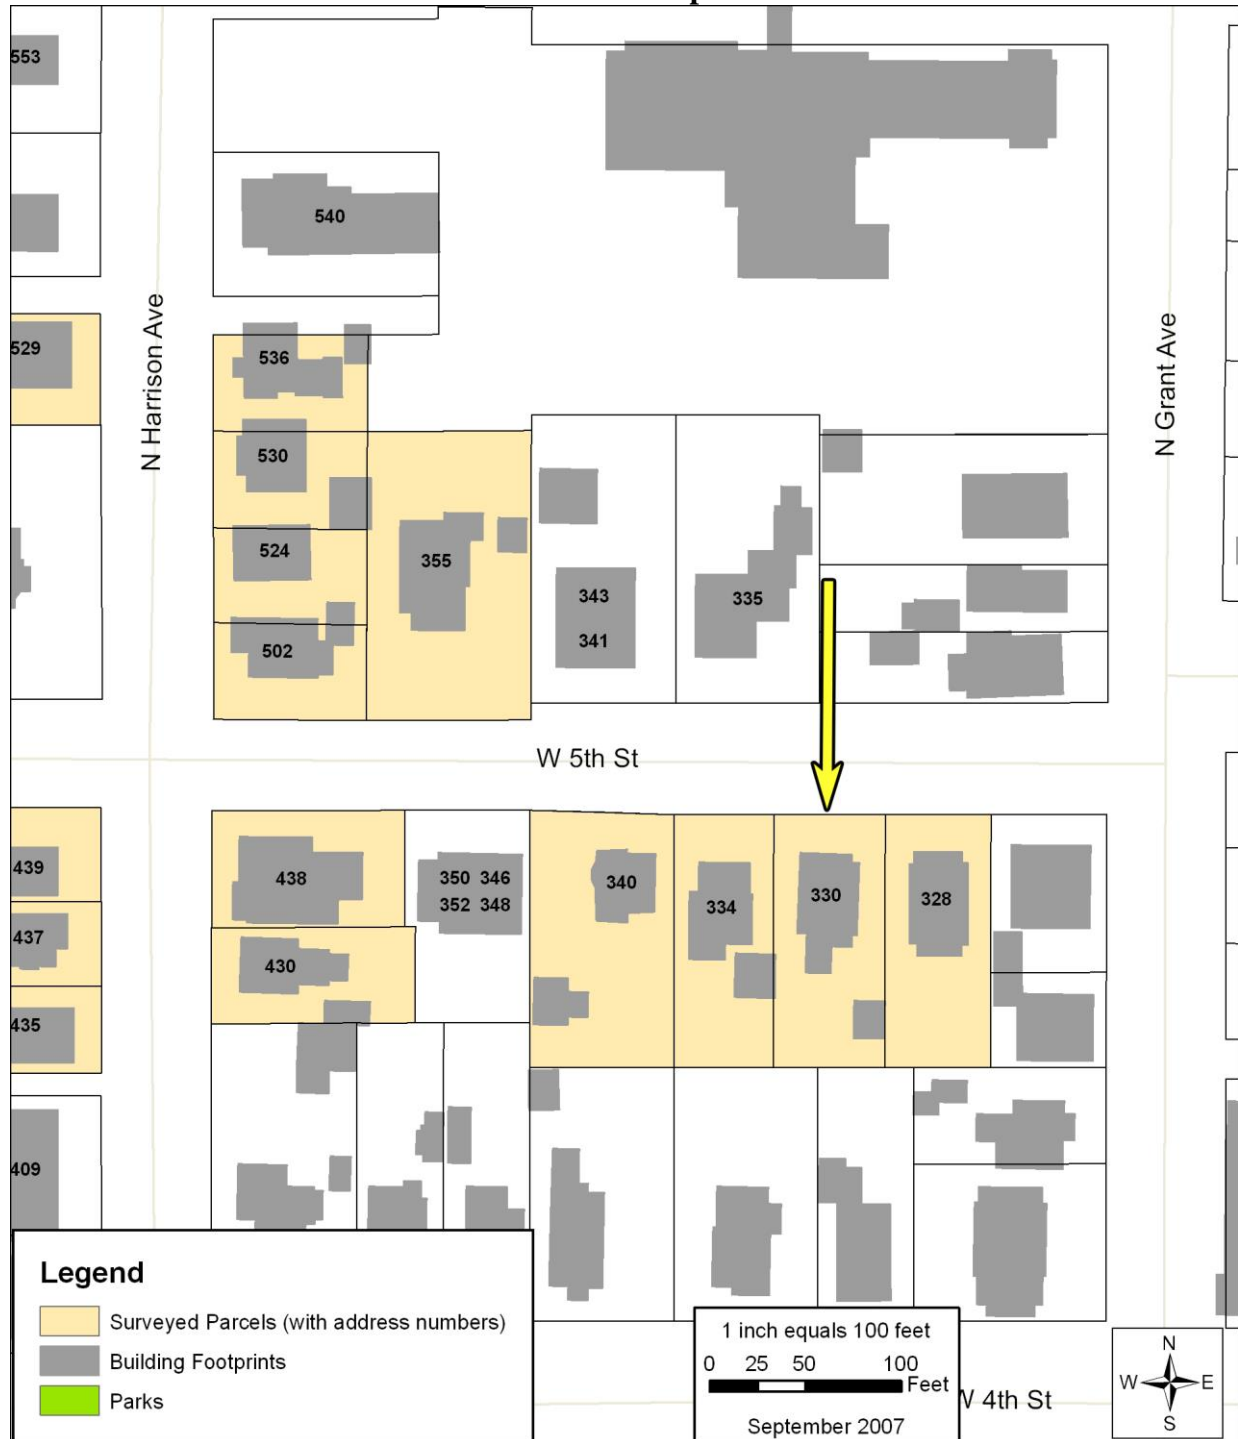 553
540
N Harrison Ave
N Grant Ave
529
536
530
524
355
343
335
341
502
W 5th St
439
438
350 346
340
334
330
328
352 348
437
430
435
409
Legend
Surveyed Parcels (with address numbers)
Building Footprints
Parks
1 inch equals 100 feet
0 25 50 100
Feet
September 2007
W 4th St
N
W E
S